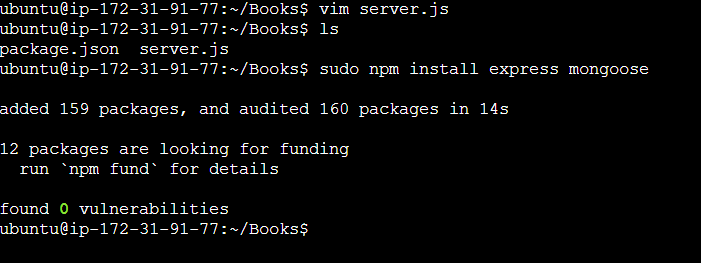 ubuntu@ip-172-31-91-77:~/Books$ vim server.js
ubuntu@ip-172-31-91-77:~/Books$ ls
package.json  server.js
ubuntu@ip-172-31-91-77:~/Books$ sudo npm install express mongoose
added 159 packages, and audited 160 packages in 14s
12 packages are looking for funding
  run `npm fund` for details
found 0 vulnerabilities
ubuntu@ip-172-31-91-77:~/Books$